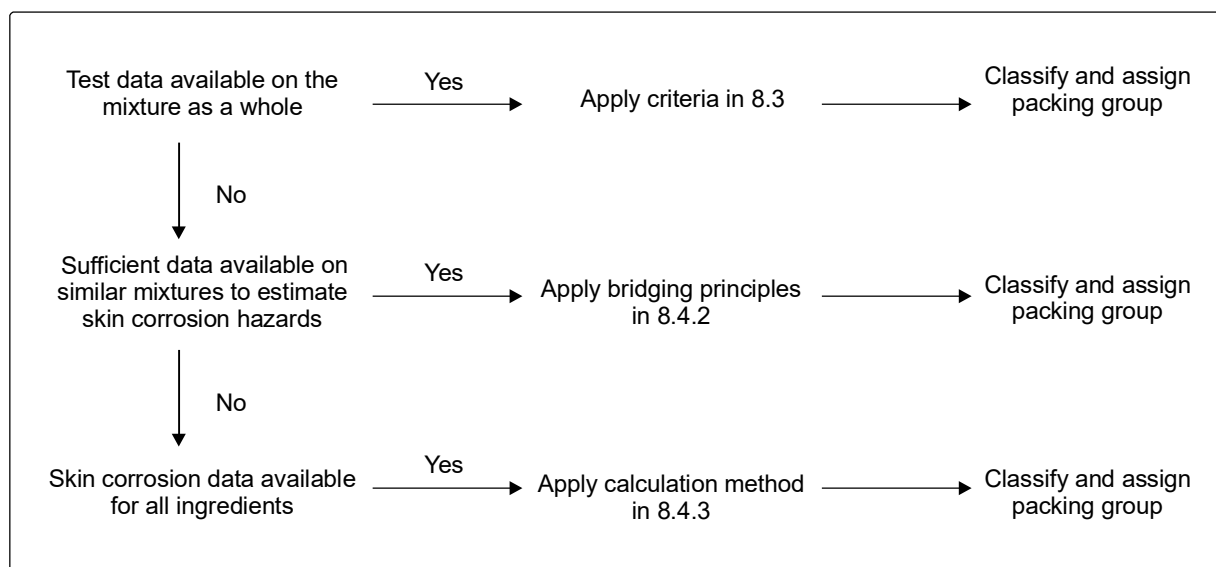 Test data available on the
mixture as a whole
Yes
Apply criteria in 8.3
Classify and assign
packing group
No
Sufficient data available on
similar mixtures to estimate
skin corrosion hazards
Yes
Apply bridging principles
in 8.4.2
Classify and assign
packing group
No
Skin corrosion data available
for all ingredients
Yes
Apply calculation method
in 8.4.3
Classify and assign
packing group